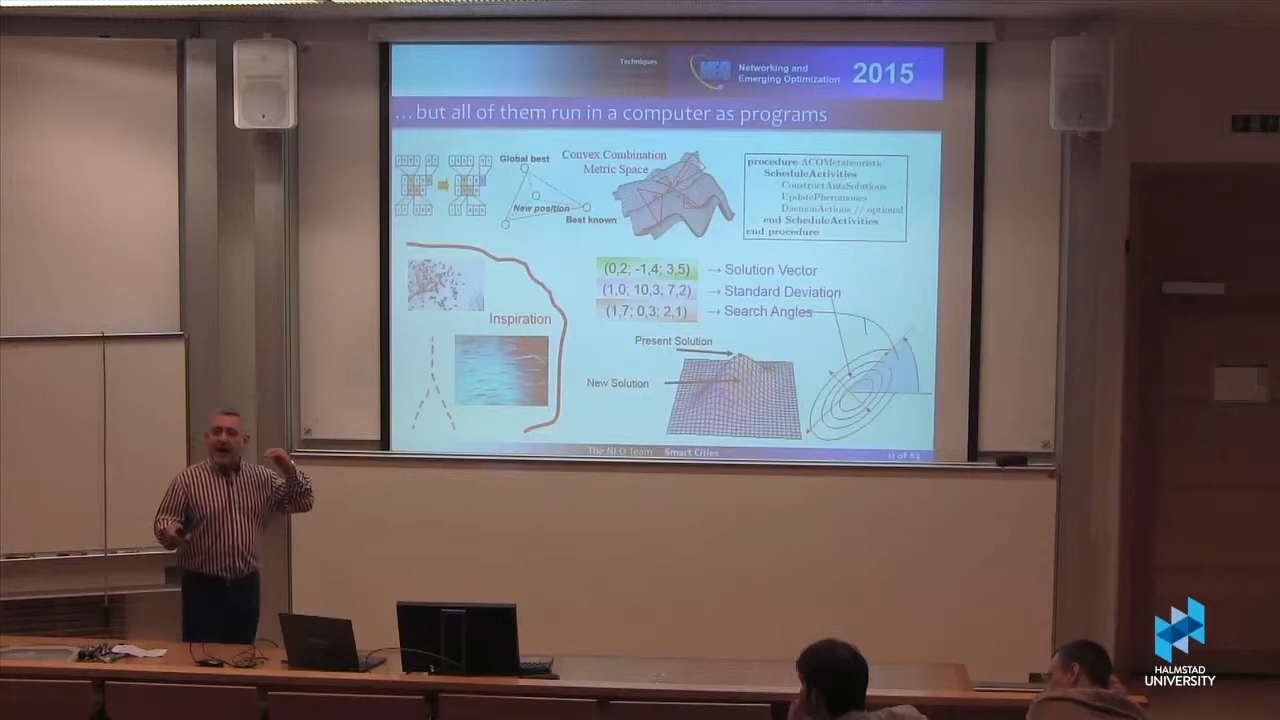 Techniques
NEO
Networking and
Emerging Optimization
2015
...but all of them run in a computer as programs
Global best
New position
Best known
Convex Combination
Metric Space
procedure ACOMetaheuristic
ScheduleActivities
ConstructAntsSolutions
UpdatePheromones
DaemonActions // optional
end ScheduleActivities
end procedure
Inspiration
(0,2; -1,4; 3,5) → Solution Vector
(1,0; 10,3; 7,2) → Standard Deviation
(1,7; 0,3; 2,1) → Search Angles
Present Solution
New Solution
The NEO Team
Smart Cities
11 of 63
HALMSTAD
UNIVERSITY